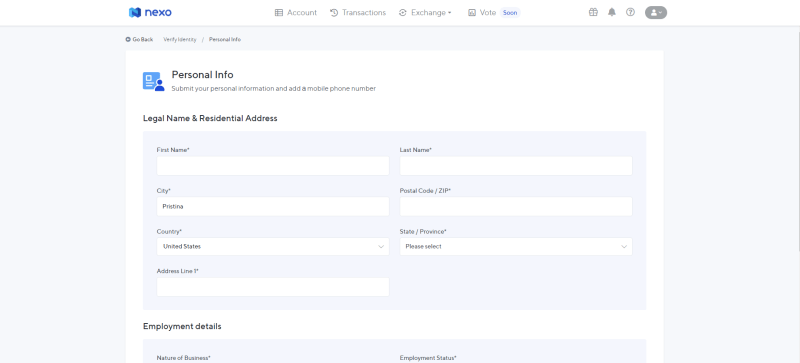 nexo Account Transactions Exchange Vote Soon
Go Back Verify Identity / Personal Info
Personal Info
Submit your personal information and add a mobile phone number
Legal Name & Residential Address
First Name* Last Name*
City* Postal Code / ZIP*
Pristina
Country* State / Province*
United States Please select
Address Line 1*
Employment details
Nature of Business* Employment Status*